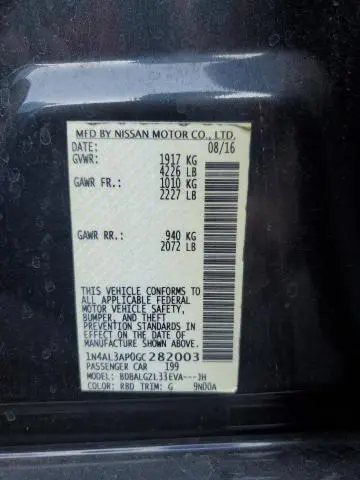 MFD BY NISSAN MOTOR CO., LTD.
DATE: 08/16
GVWR: 1917 KG
4226 LB
GAWR FR.: 1010 KG
2227 LB
GAWR RR.: 940 KG
2072 LB
THIS VEHICLE CONFORMS TO
ALL APPLICABLE FEDERAL
MOTOR VEHICLE SAFETY,
BUMPER, AND THEFT
PREVENTION STANDARDS
IN EFFECT ON THE DATE OF
MANUFACTURE SHOWN ABOVE.
1N4AL3AP0GC282003
PASSENGER CAR 199
MODEL: BDBALGZL33EVA---JH
COLOR: RBD TRIM: G 9N00A